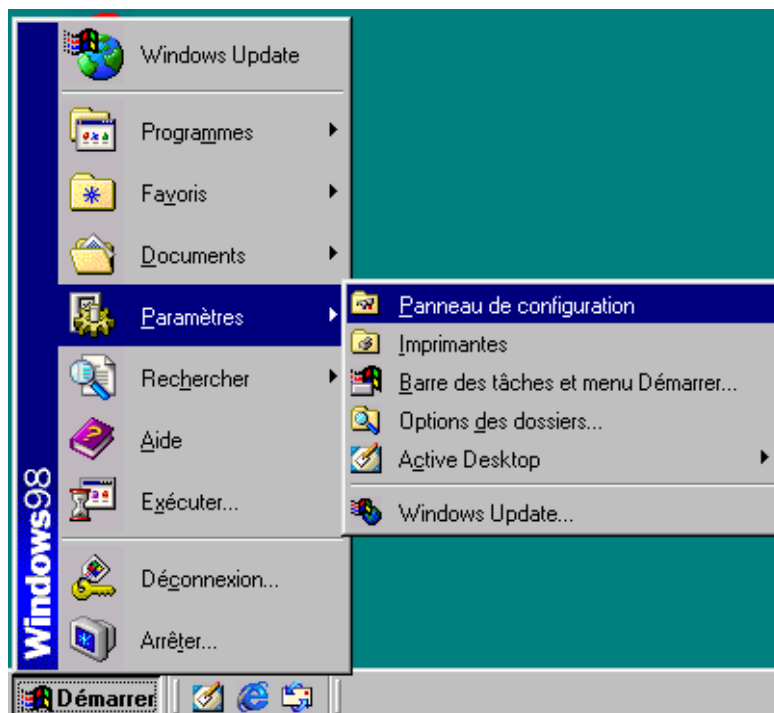 Windows Update
Programmes
Favoris
Documents
Paramètres
Rechercher
Aide
Exécuter...
Déconnexion...
Arrêter...
Windows98
Panneau de configuration
Imprimantes
Barre des tâches et menu Démarrer...
Options des dossiers...
Active Desktop
Windows Update...
Démarrer